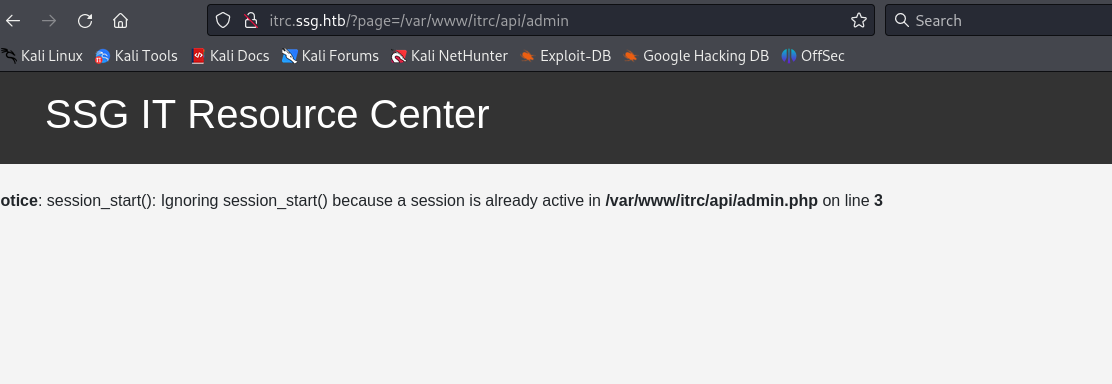 itrc.ssg.htb/?page=/var/www/itrc/api/admin
Search
Kali Linux Kali Tools Kali Docs Kali Forums Kali NetHunter Exploit-DB Google Hacking DB OffSec
SSG IT Resource Center
otice: session_start(): Ignoring session_start() because a session is already active in /var/www/itrc/api/admin.php on line 3